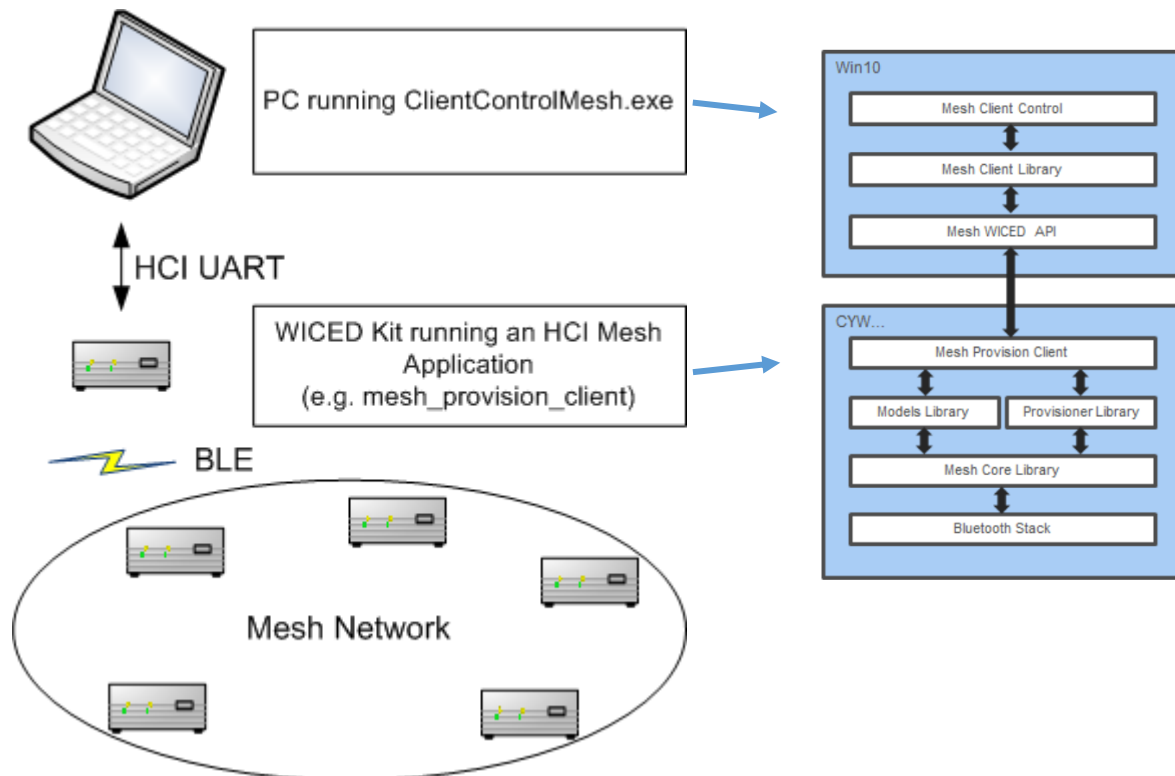 PC running ClientControlMesh.exe
HCI UART
WICED Kit running an HCI Mesh
Application
(e.g. mesh_provision_client)
BLE
Mesh Network
Win10
Mesh Client Control
Mesh Client Library
Mesh WICED API
CYW...
Mesh Provision Client
Models Library
Provisioner Library
Mesh Core Library
Bluetooth Stack